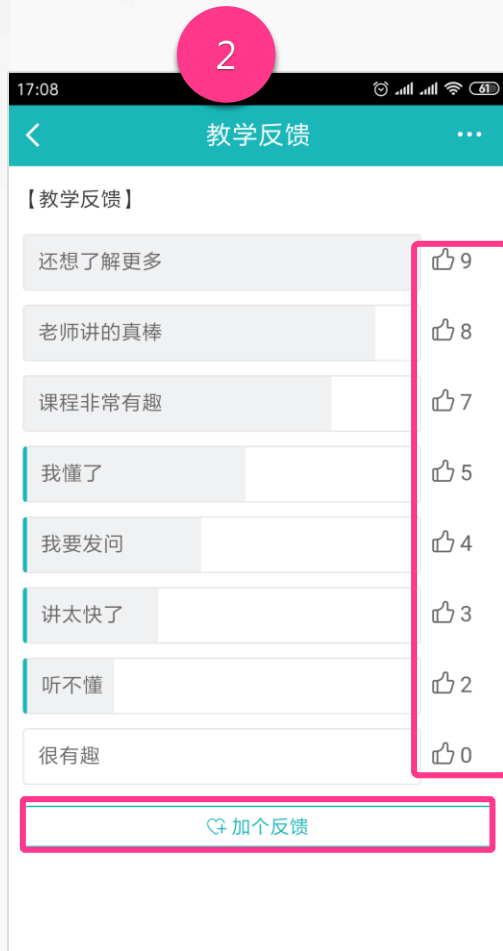 2
17:08
61
教学反馈
【教学反馈】
还想了解更多 9
老师讲的真棒 8
课程非常有趣 7
我懂了 5
我要发问 4
讲太快了 3
听不懂 2
很有趣 0
加个反馈